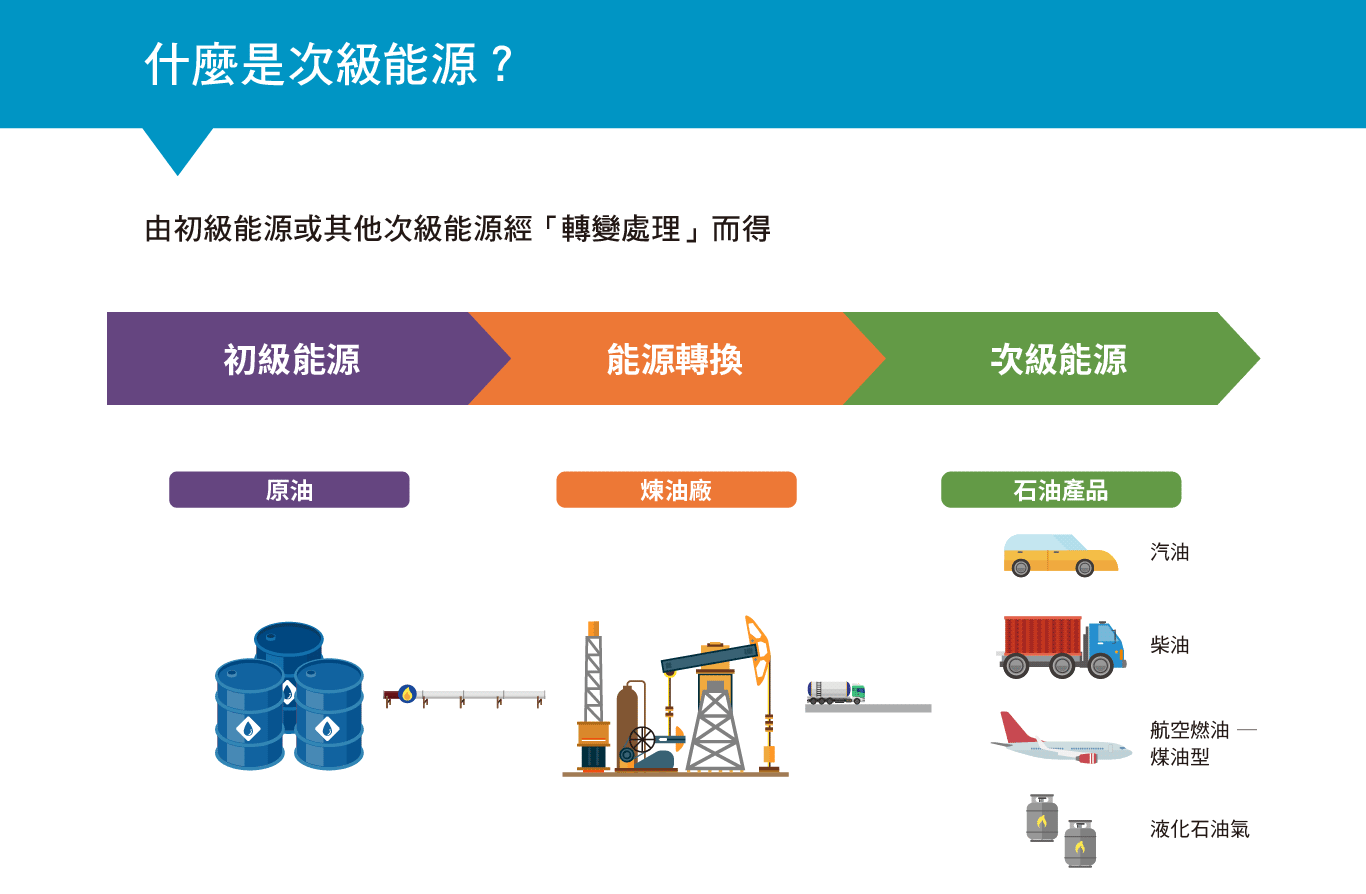 什麼是次級能源？
由初級能源或其他次級能源經「轉變處理」而得
初級能源
能源轉換
次級能源
原油
煉油廠
石油產品
汽油
柴油
航空燃油 —
煤油型
液化石油氣